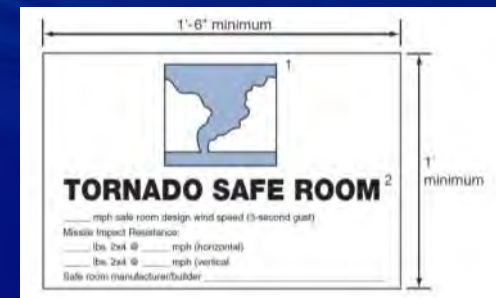 1'-6" minimum
1
TORNADO SAFE ROOM 2
_____ mph safe room design wind speed (3-second gust)
Missile Impact Resistance:
_____ lbs. 2x4 @ _____ mph (horizontal)
_____ lbs. 2x4 @ _____ mph (vertical
Safe room manufacturer/builder _____
1'
minimum